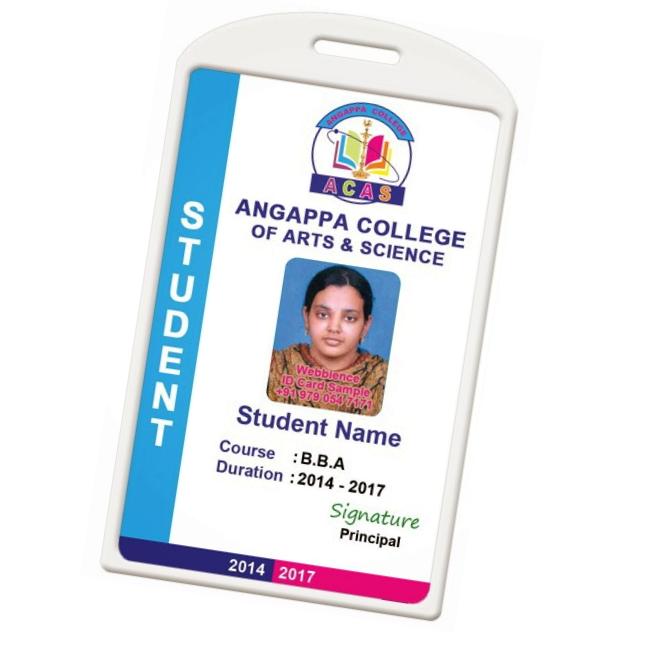 ANGAPPA COLLEGE
ACAS
STUDENT
ANGAPPA COLLEGE
OF ARTS & SCIENCE
Webbience
ID Card Sample
+91 979 054 7171
Student Name
Course : B.B.A
Duration : 2014 - 2017
Signature
Principal
2014 2017